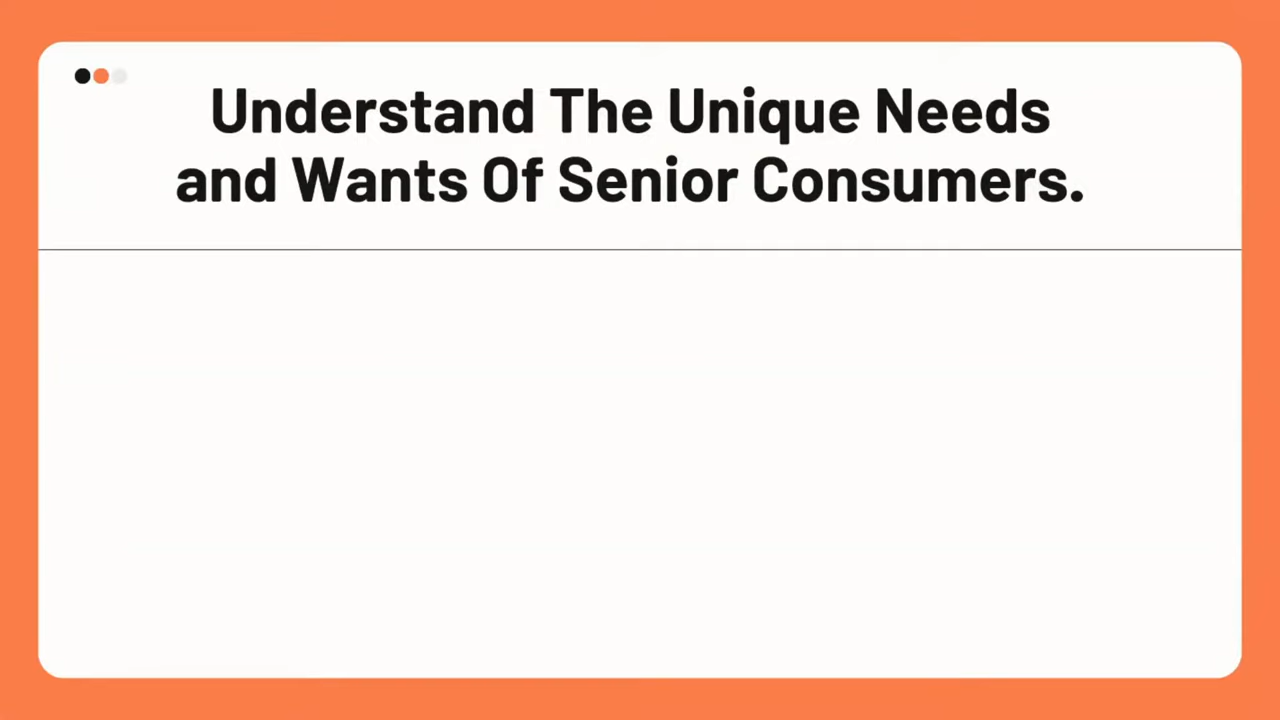 Understand The Unique Needs
and Wants Of Senior Consumers.